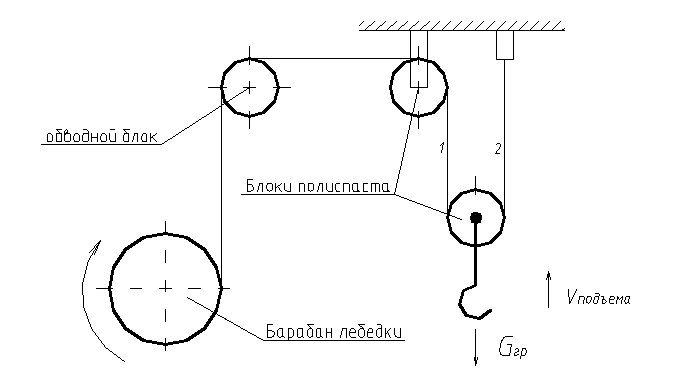 обводной блок
1
2
Блоки полиспаста
Vподъема
Барабан лебедки
Gгр